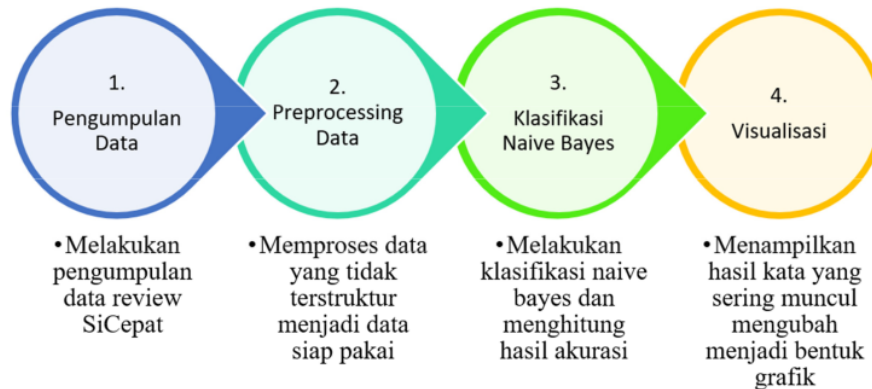 1.
Pengumpulan
Data
2.
Preprocessing
Data
3.
Klasifikasi
Naive Bayes
4.
Visualisasi
•Melakukan
pengumpulan
data review
SiCepat
•Memproses data
yang tidak
terstruktur
menjadi data
siap pakai
•Melakukan
klasifikasi naive
bayes dan
menghitung
hasil akurasi
•Menampilkan
hasil kata yang
sering muncul
mengubah
menjadi bentuk
grafik